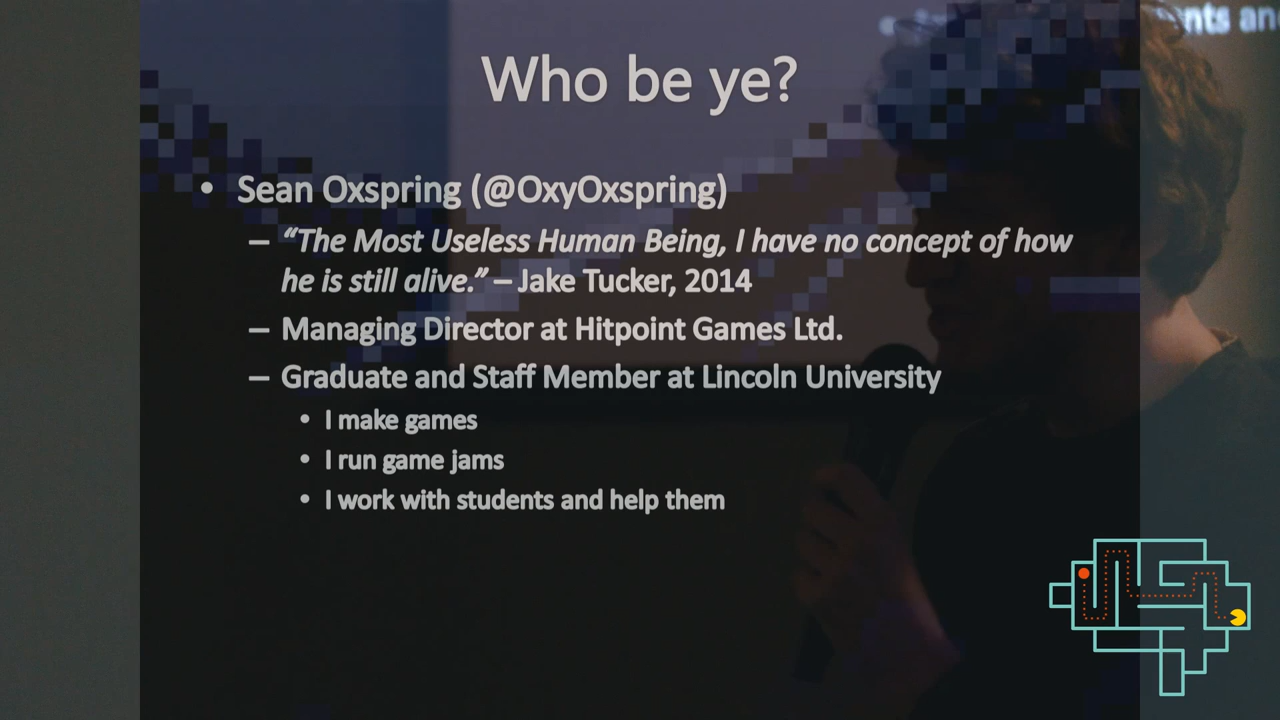 nts an
Who be ye?
• Sean Oxspring (@OxyOxspring)
– “The Most Useless Human Being, I have no concept of how
he is still alive.” – Jake Tucker, 2014
– Managing Director at Hitpoint Games Ltd.
– Graduate and Staff Member at Lincoln University
• I make games
• I run game jams
• I work with students and help them